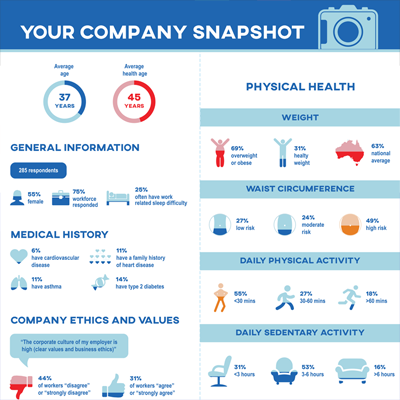 YOUR COMPANY SNAPSHOT
Average
age
37
YEARS
Average
health age
45
YEARS
GENERAL INFORMATION
285 respondents
55%
female
75%
workforce
responded
25%
often have work
related sleep difficulty
MEDICAL HISTORY
6%
have cardiovascular
disease
11%
have a family history
of heart disease
11%
have asthma
14%
have type 2 diabetes
COMPANY ETHICS AND VALUES
"The corporate culture of my employer is
high (clear values and business ethics)"
44%
of workers "disagree"
or "strongly disagree"
31%
of workers "agree"
or "strongly agree"
PHYSICAL HEALTH
WEIGHT
69%
overweight
or obese
31%
healty
weight
63%
national
average
WAIST CIRCUMFERENCE
27%
low risk
24%
moderate
risk
49%
high risk
DAILY PHYSICAL ACTIVITY
55%
<30 mins
27%
30-60 mins
18%
>60 mins
DAILY SEDENTARY ACTIVITY
31%
<3 hours
53%
3-6 hours
16%
>6 hours